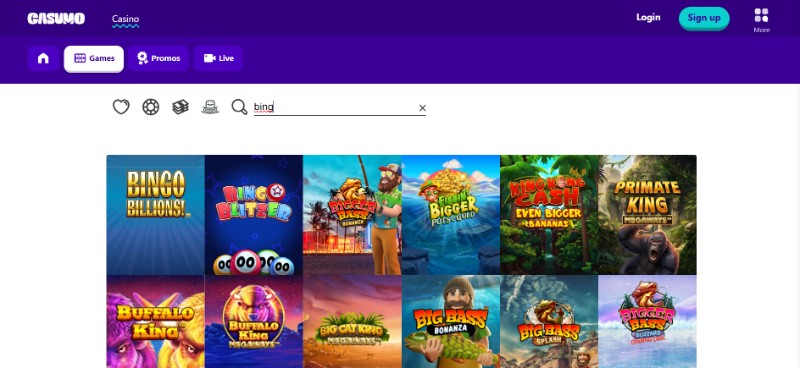 CASUMO
Casino
Login
Sign up
More
Games
Promos
Live
bing
BINGO
BILLIONS!
BINGO
BLITZER
BIGGER
BASS
BONANZA
FISHIN'
BIGGER
POTS OF GOLD
KING KONG
CASH
EVEN BIGGER
BANANAS
PRIMATE
KING
MEGAWAYS
BUFFALO
KING
BUFFALO
KING
MEGAWAYS
BIG CAT KING
MEGAWAYS
BIG BASS
BONANZA
BIG BASS
SPLASH
BIGGER
BASS
BLIZZARD
CHRISTMAS CATCH